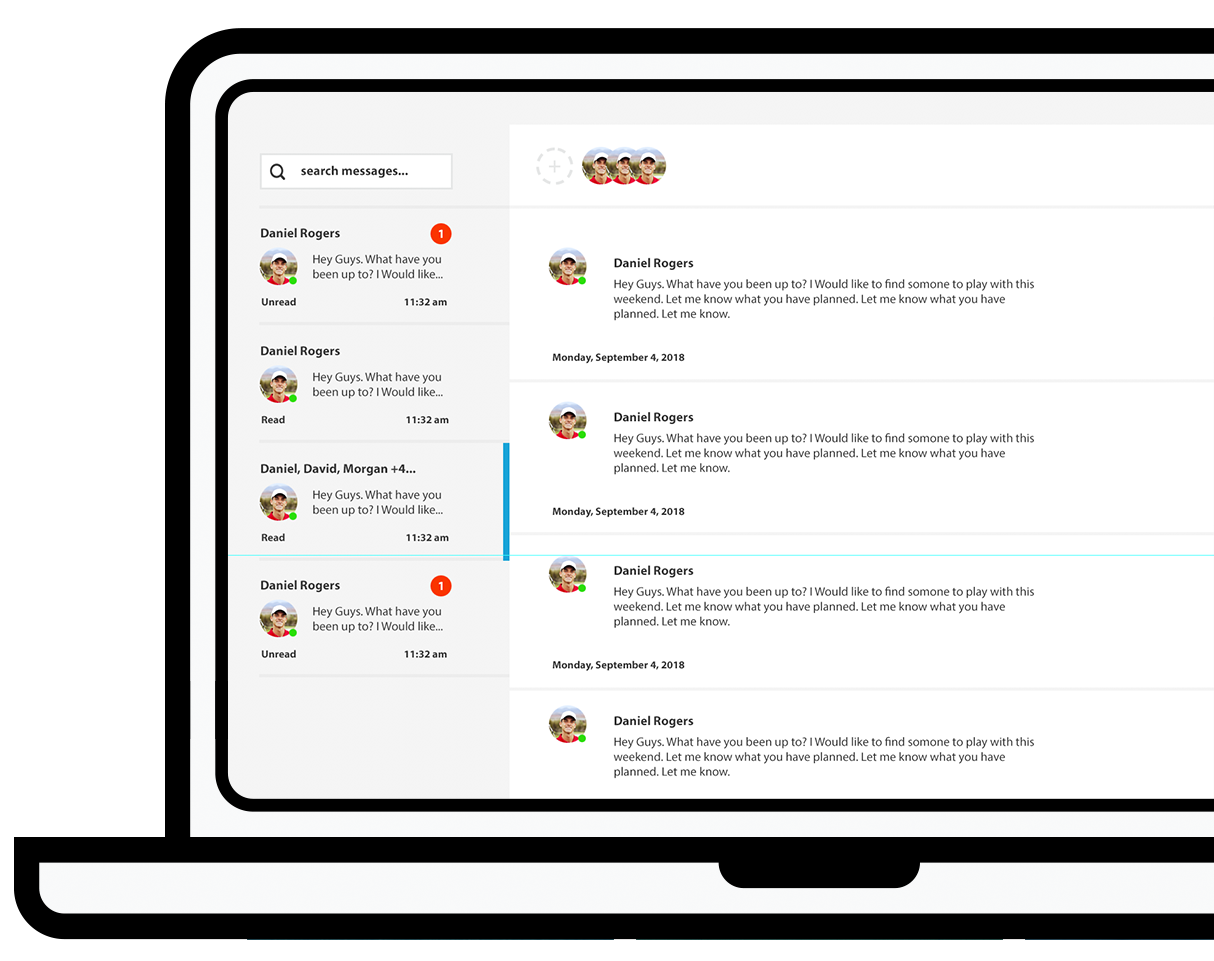 search messages...
Daniel Rogers
1
Hey Guys. What have you
been up to? I Would like...
Unread 11:32 am
Daniel Rogers
Hey Guys. What have you
been up to? I Would like...
Read 11:32 am
Daniel, David, Morgan +4...
Hey Guys. What have you
been up to? I Would like...
Read 11:32 am
Daniel Rogers
1
Hey Guys. What have you
been up to? I Would like...
Unread 11:32 am
Daniel Rogers
Hey Guys. What have you been up to? I Would like to find somone to play with this
weekend. Let me know what you have planned. Let me know what you have
planned. Let me know.
Monday, September 4, 2018
Daniel Rogers
Hey Guys. What have you been up to? I Would like to find somone to play with this
weekend. Let me know what you have planned. Let me know what you have
planned. Let me know.
Monday, September 4, 2018
Daniel Rogers
Hey Guys. What have you been up to? I Would like to find somone to play with this
weekend. Let me know what you have planned. Let me know what you have
planned. Let me know.
Monday, September 4, 2018
Daniel Rogers
Hey Guys. What have you been up to? I Would like to find somone to play with this
weekend. Let me know what you have planned. Let me know what you have
planned. Let me know.